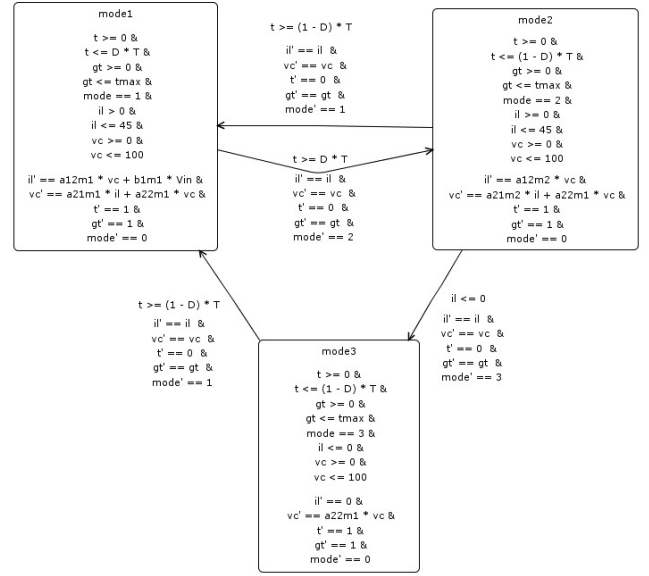 mode1
t >= 0 &
t <= D * T &
gt >= 0 &
gt <= tmax &
mode == 1 &
il > 0 &
il <= 45 &
vc >= 0 &
vc <= 100
il' == a12m1 * vc + b1m1 * Vin &
vc' == a21m1 * il + a22m1 * vc &
t' == 1 &
gt' == 1 &
mode' == 0
t >= (1 - D) * T
il' == il &
vc' == vc &
t' == 0 &
gt' == gt &
mode' == 1
t >= D * T
il' == il &
vc' == vc &
t' == 0 &
gt' == gt &
mode' == 2
mode2
t >= 0 &
t <= (1 - D) * T &
gt >= 0 &
gt <= tmax &
mode == 2 &
il >= 0 &
il <= 45 &
vc >= 0 &
vc <= 100
il' == a12m2 * vc &
vc' == a21m2 * il + a22m1 * vc &
t' == 1 &
gt' == 1 &
mode' == 0
t >= (1 - D) * T
il' == il &
vc' == vc &
t' == 0 &
gt' == gt &
mode' == 1
mode3
t >= 0 &
t <= (1 - D) * T &
gt >= 0 &
gt <= tmax &
mode == 3 &
il <= 0 &
vc >= 0 &
vc <= 100
il' == 0 &
vc' == a22m1 * vc &
t' == 1 &
gt' == 1 &
mode' == 0
il <= 0
il' == il &
vc' == vc &
t' == 0 &
gt' == gt &
mode' == 3